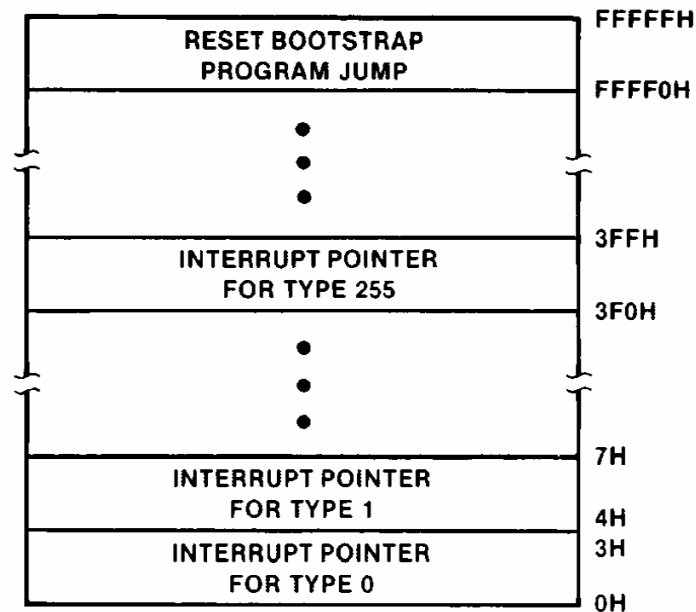 FFFFFH
RESET BOOTSTRAP
PROGRAM JUMP
FFFF0H
3FFH
INTERRUPT POINTER
FOR TYPE 255
3F0H
7H
INTERRUPT POINTER
FOR TYPE 1
4H
3H
INTERRUPT POINTER
FOR TYPE 0
0H